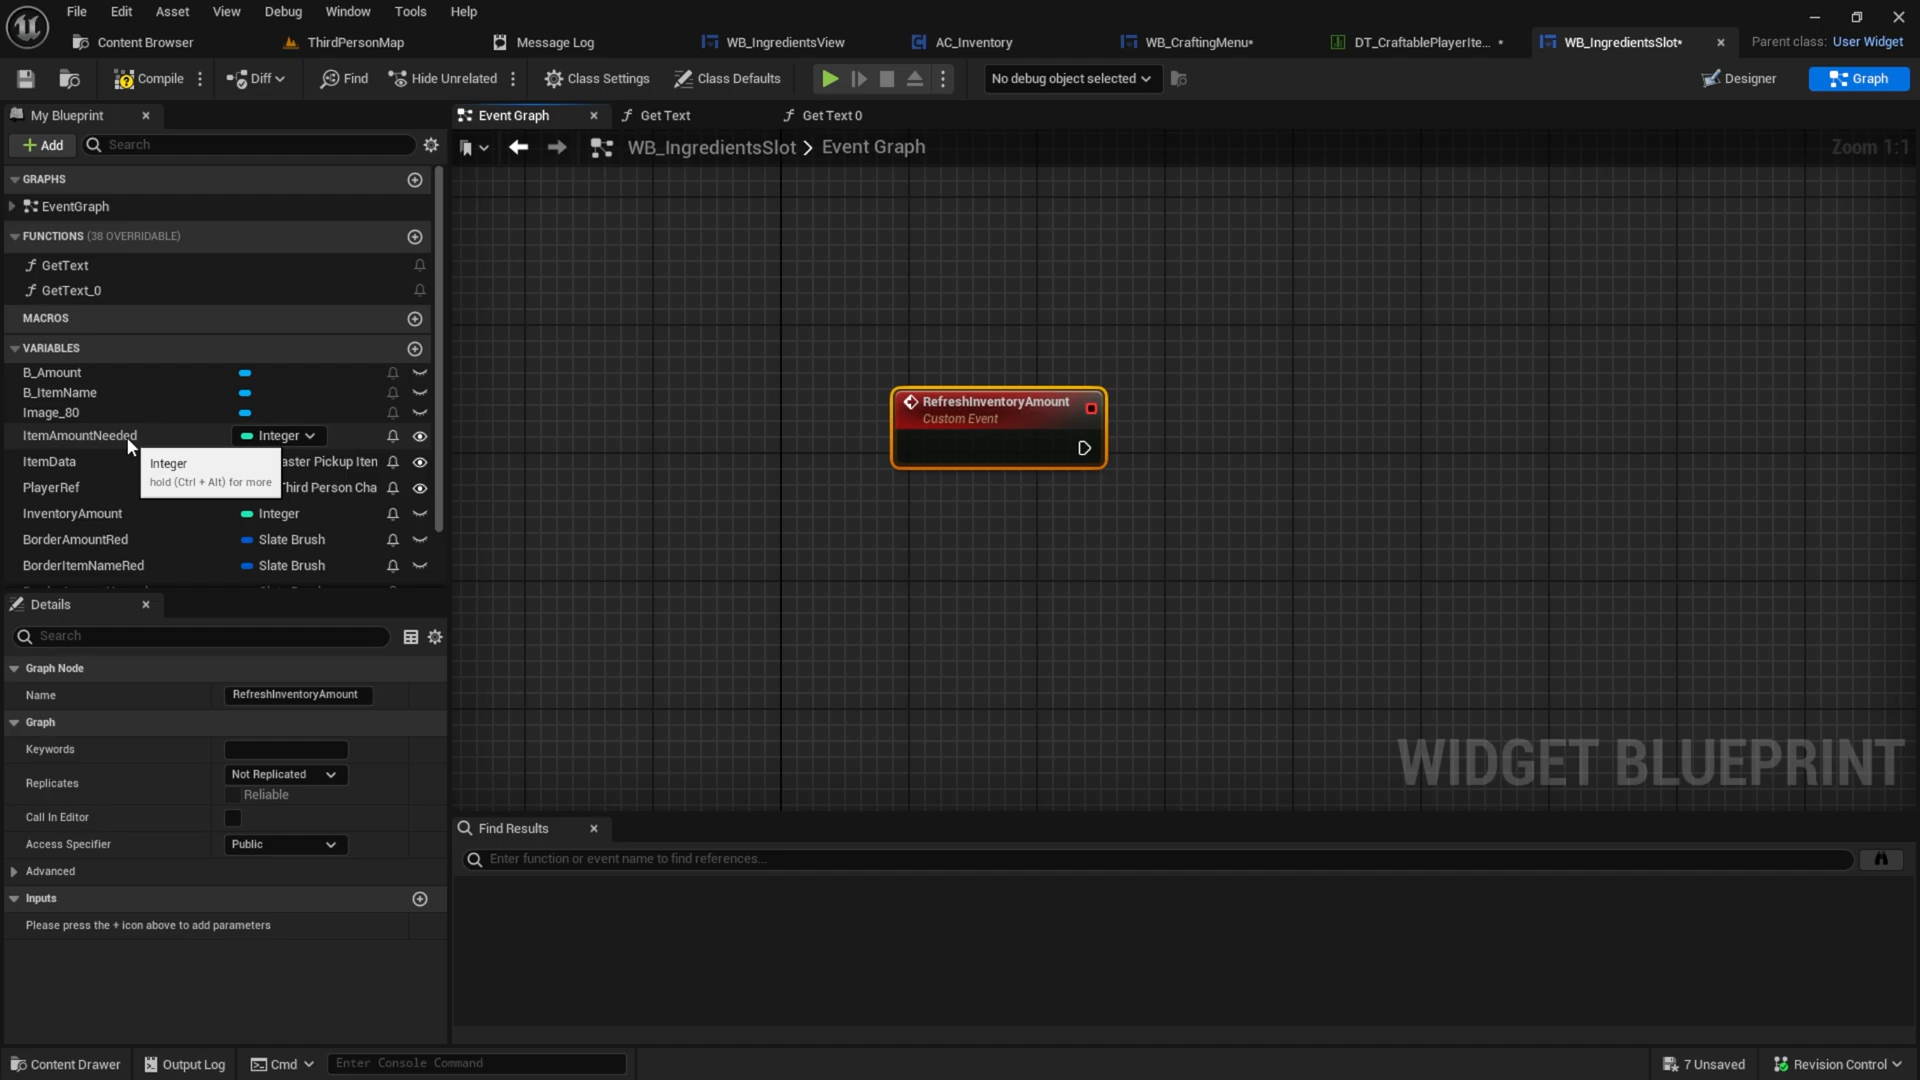 File Edit Asset View Debug Window Tools Help
Content Browser ThirdPersonMap Message Log WB_IngredientsView AC_Inventory WB_CraftingMenu* DT_CraftablePlayerIte... * WB_IngredientsSlot* Parent class: User Widget
Compile Diff Find Hide Unrelated Class Settings Class Defaults No debug object selected Designer Graph
My Blueprint Event Graph Get Text Get Text 0
+ Add Search WB_IngredientsSlot > Event Graph Zoom 1:1
GRAPHS
EventGraph
FUNCTIONS (38 OVERRIDABLE)
GetText
GetText_0
MACROS
VARIABLES
B_Amount
B_ItemName
Image_80
ItemAmountNeeded Integer
ItemData aster Pickup Iten
PlayerRef Third Person Cha
Integer
hold (Ctrl + Alt) for more
InventoryAmount Integer
BorderAmountRed Slate Brush
BorderItemNameRed Slate Brush
RefreshInventoryAmount
Custom Event
WIDGET BLUEPRINT
Details
Search
Graph Node
Name RefreshInventoryAmount
Graph
Keywords
Replicates Not Replicated
Reliable
Call In Editor
Access Specifier Public
Advanced
Inputs
Please press the + icon above to add parameters
Find Results
Enter function or event name to find references...
Content Drawer Output Log Cmd Enter Console Command 7 Unsaved Revision Control